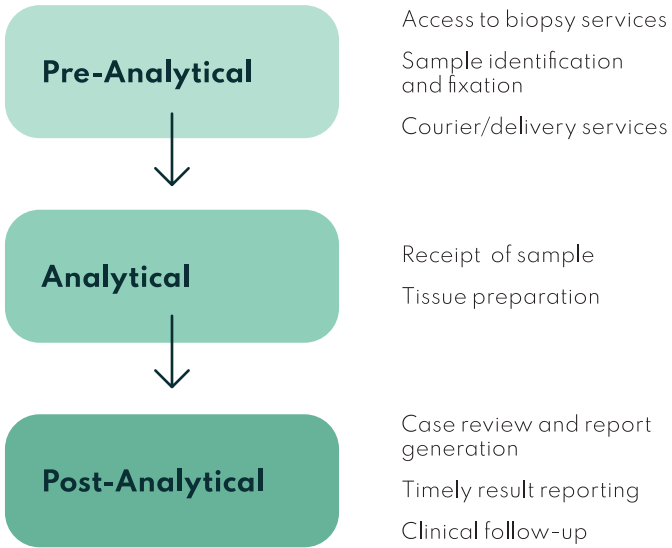 Pre-Analytical
Access to biopsy services
Sample identification
and fixation
Courier/delivery services
Analytical
Receipt of sample
Tissue preparation
Post-Analytical
Case review and report
generation
Timely result reporting
Clinical follow-up